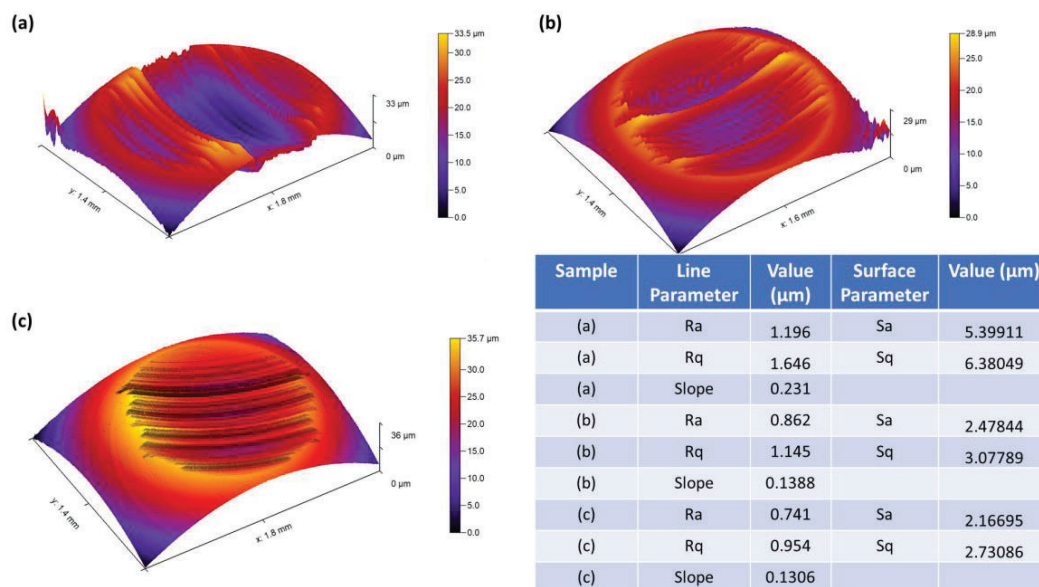 (a)
33.5 µm
30.0
25.0
20.0
15.0
10.0
5.0
0.0
33 µm
0 µm
y: 1.4 mm
x: 1.8 mm
(b)
28.9 µm
25.0
20.0
15.0
10.0
5.0
0.0
29 µm
0 µm
y: 1.4 mm
x: 1.6 mm
(c)
35.7 µm
30.0
25.0
20.0
15.0
10.0
5.0
0.0
36 µm
0 µm
y: 1.4 mm
x: 1.8 mm
Sample Line Parameter Value (µm) Surface Parameter Value (µm)
(a) Ra 1.196 Sa 5.39911
(a) Rq 1.646 Sq 6.38049
(a) Slope 0.231
(b) Ra 0.862 Sa 2.47844
(b) Rq 1.145 Sq 3.07789
(b) Slope 0.1388
(c) Ra 0.741 Sa 2.16695
(c) Rq 0.954 Sq 2.73086
(c) Slope 0.1306